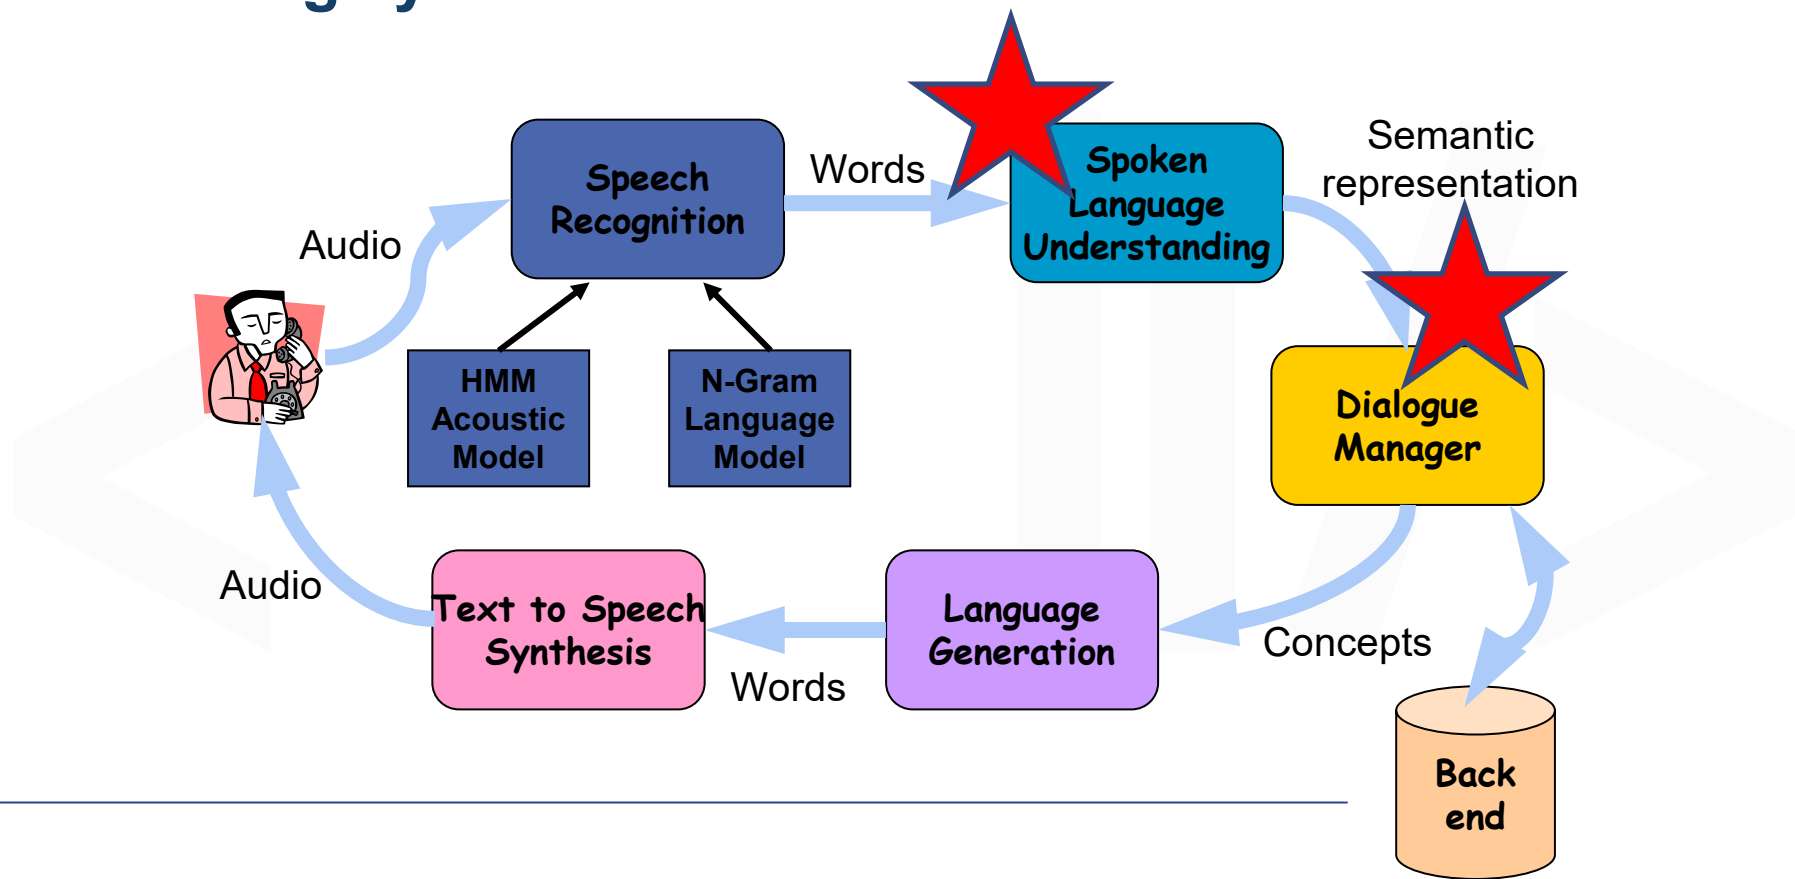 Speech
Recognition
Words
Spoken
Language
Understanding
Semantic
representation
Audio
HMM
Acoustic
Model
N-Gram
Language
Model
Dialogue
Manager
Audio
Text to Speech
Synthesis
Words
Language
Generation
Concepts
Back
end